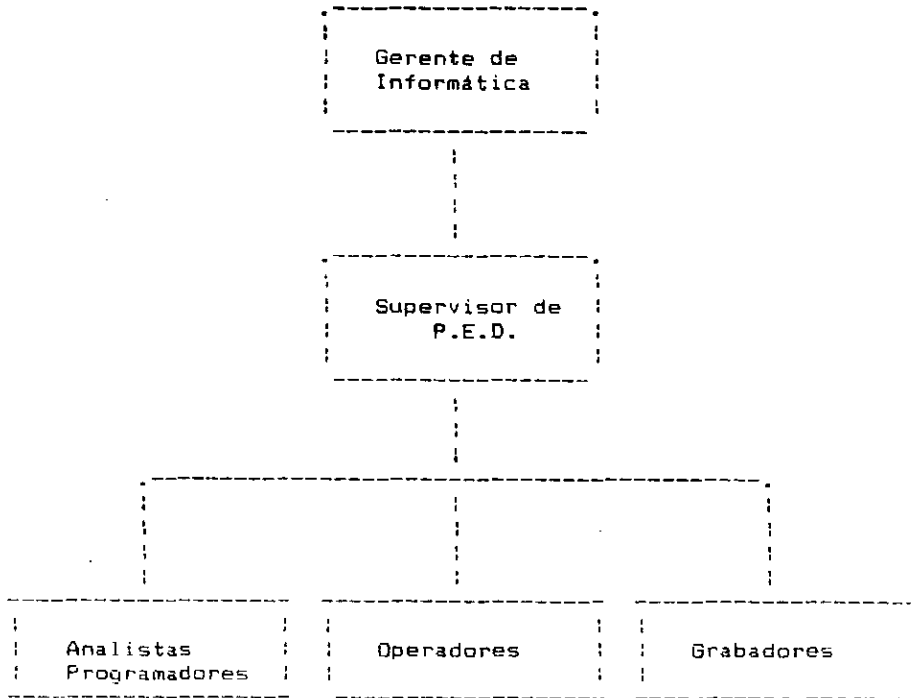 Gerente de
Informática
Supervisor de
P.E.D.
Analistas
Programadores
Operadores
Grabadores